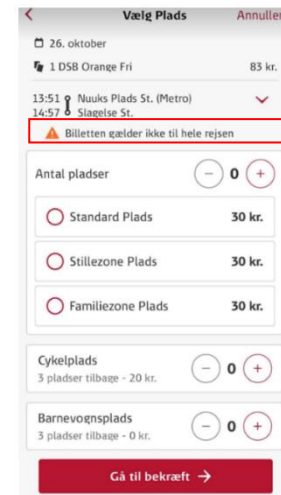 Vælg Plads Annuller
26. oktober
1 DSB Orange Fri 83 kr.
13:51 Nuuks Plads St. (Metro)
14:57 Slagelse St.
Billetten gælder ikke til hele rejsen
Antal pladser − 0 +
Standard Plads 30 kr.
Stillezone Plads 30 kr.
Familiezone Plads 30 kr.
Cykelplads − 0 +
3 pladser tilbage - 20 kr.
Barnevognsplads − 0 +
3 pladser tilbage - 0 kr.
Gå til bekræft →